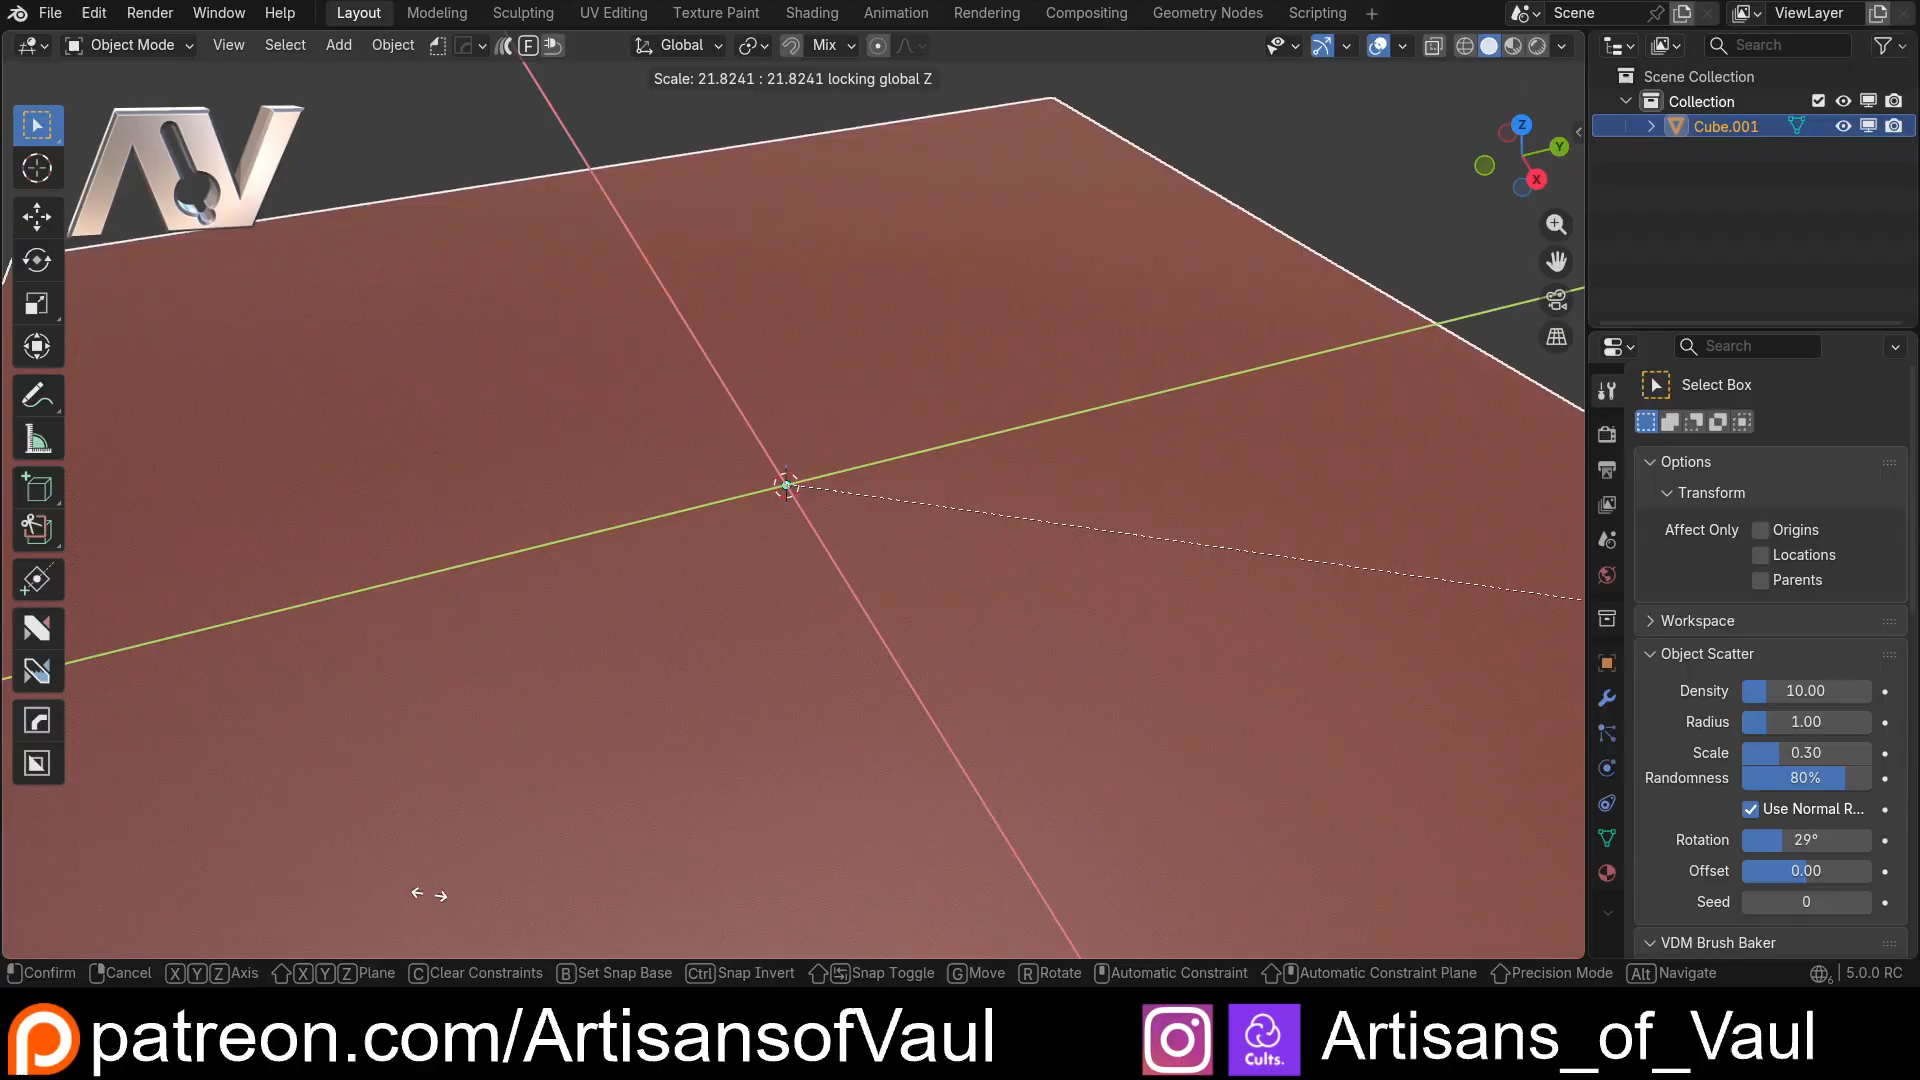 File Edit Render Window Help Layout Modeling Sculpting UV Editing Texture Paint Shading Animation Rendering Compositing Geometry Nodes Scripting Scene ViewLayer
Object Mode View Select Add Object F Global Mix Search
Scale: 21.8241 : 21.8241 locking global Z
Scene Collection
Collection
Cube.001
Z
Y
X
AV
Search
Select Box
Options
Transform
Affect Only Origins
Locations
Parents
Workspace
Object Scatter
Density 10.00
Radius 1.00
Scale 0.30
Randomness 80%
Use Normal R...
Rotation 29°
Offset 0.00
Seed 0
VDM Brush Baker
Confirm Cancel X Y Z Axis X Y Z Plane C Clear Constraints B Set Snap Base Ctrl Snap Invert Snap Toggle G Move R Rotate Automatic Constraint Automatic Constraint Plane Precision Mode Alt Navigate 6 | 5.0.0 RC
patreon.com/ArtisansofVaul Cults. Artisans_of_Vaul